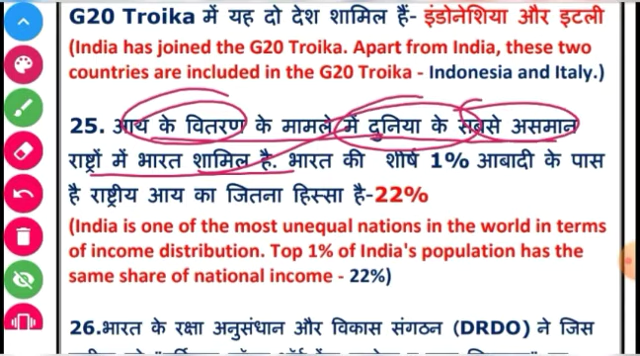 G20 Troika में यह दो देश शामिल हैं- इंडोनेशिया और इटली
(India has joined the G20 Troika. Apart from India, these two
countries are included in the G20 Troika - Indonesia and Italy.)
25. आय के वितरण के मामले में दुनिया के सबसे असमान
राष्ट्रों में भारत शामिल है. भारत की शीर्ष 1% आबादी के पास
है राष्ट्रीय आय का जितना हिस्सा है-22%
(India is one of the most unequal nations in the world in terms
of income distribution. Top 1% of India's population has the
same share of national income - 22%)
26.भारत के रक्षा अनुसंधान और विकास संगठन (DRDO) ने जिस